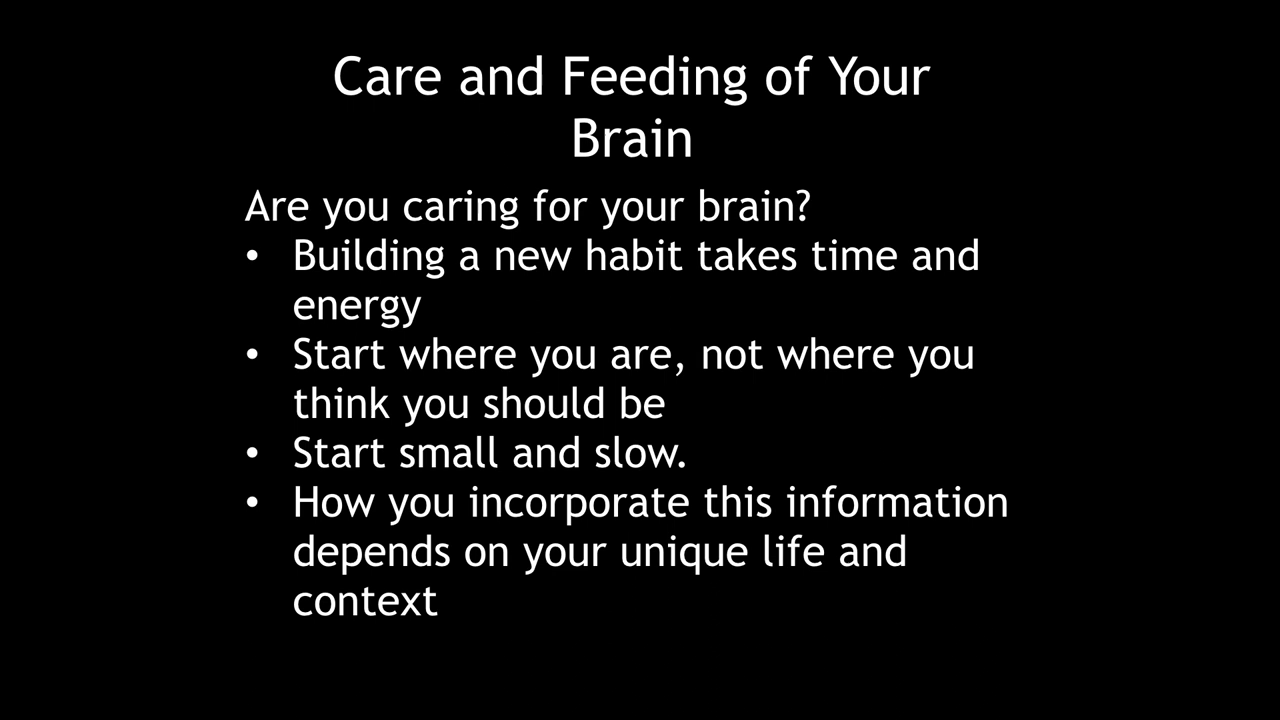 Care and Feeding of Your
Brain
Are you caring for your brain?
• Building a new habit takes time and
energy
• Start where you are, not where you
think you should be
• Start small and slow.
• How you incorporate this information
depends on your unique life and
context